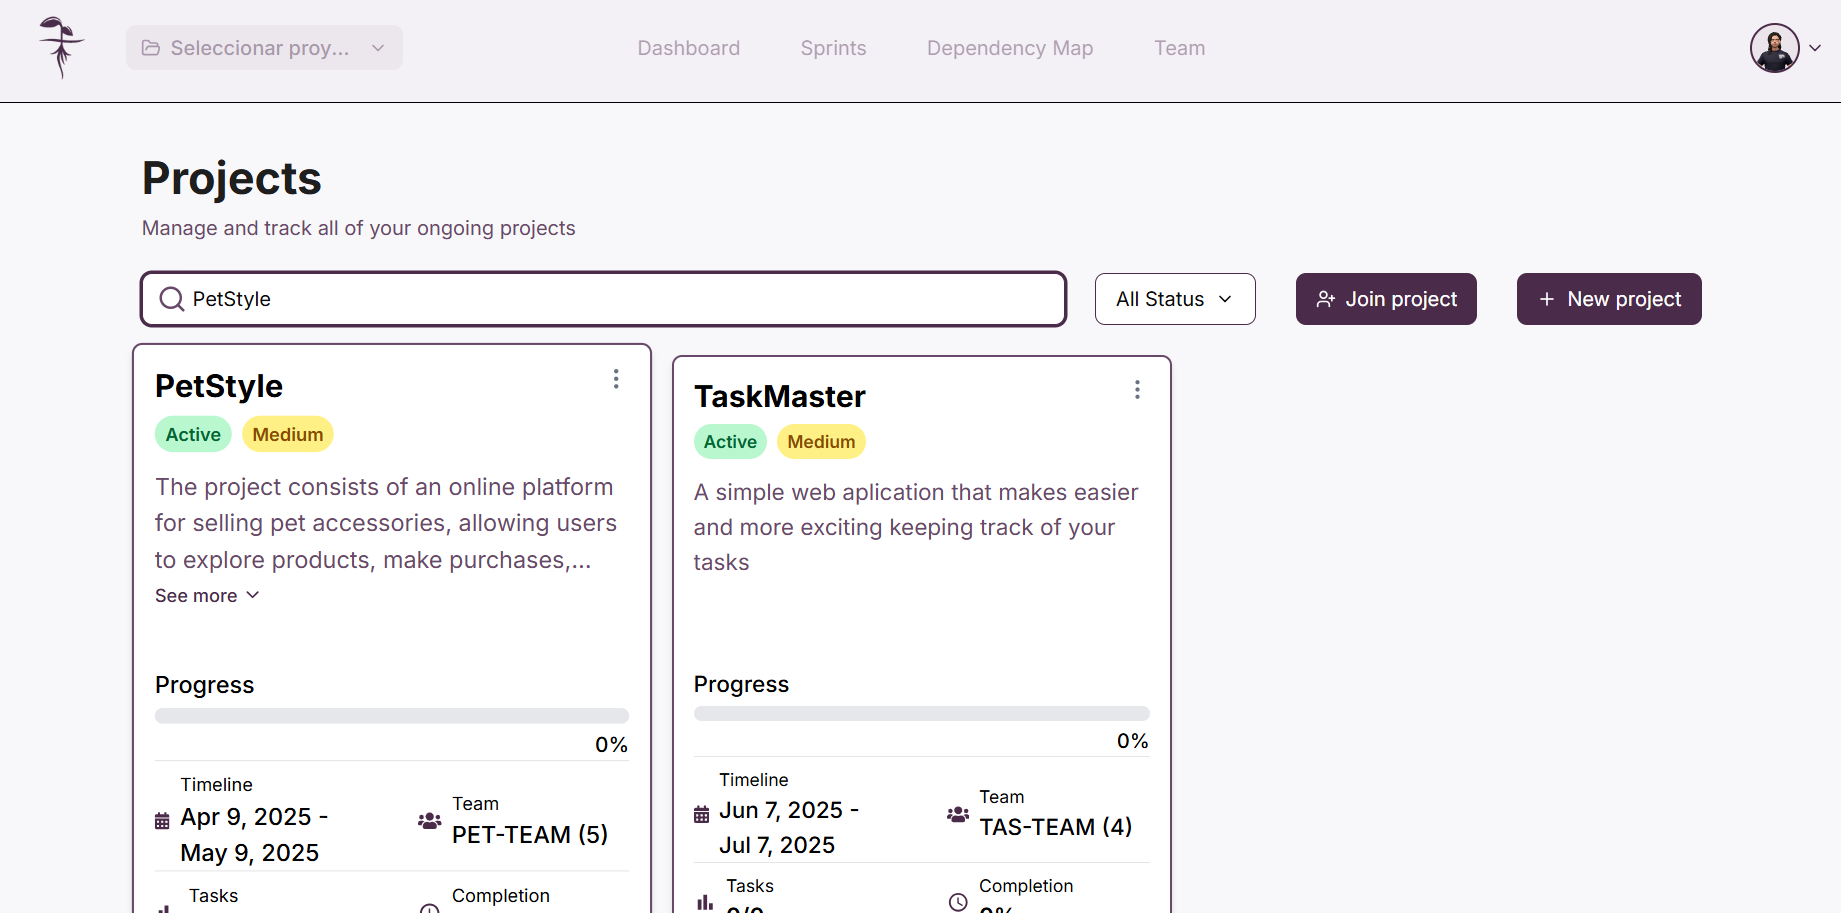 Seleccionar proy...
Dashboard
Sprints
Dependency Map
Team
Projects
Manage and track all of your ongoing projects
PetStyle
All Status
Join project
New project
PetStyle
Active
Medium
The project consists of an online platform
for selling pet accessories, allowing users
to explore products, make purchases,...
See more
Progress
0%
Timeline
Apr 9, 2025 -
May 9, 2025
Team
PET-TEAM (5)
Tasks
Completion
TaskMaster
Active
Medium
A simple web aplication that makes easier
and more exciting keeping track of your
tasks
Progress
0%
Timeline
Jun 7, 2025 -
Jul 7, 2025
Team
TAS-TEAM (4)
Tasks
Completion